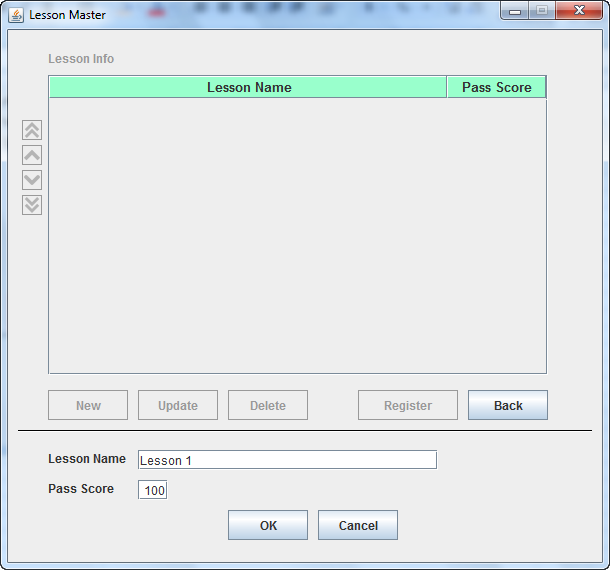 Lesson Master
Lesson Info
Lesson Name Pass Score
New Update Delete Register Back
Lesson Name Lesson 1
Pass Score 100
OK Cancel